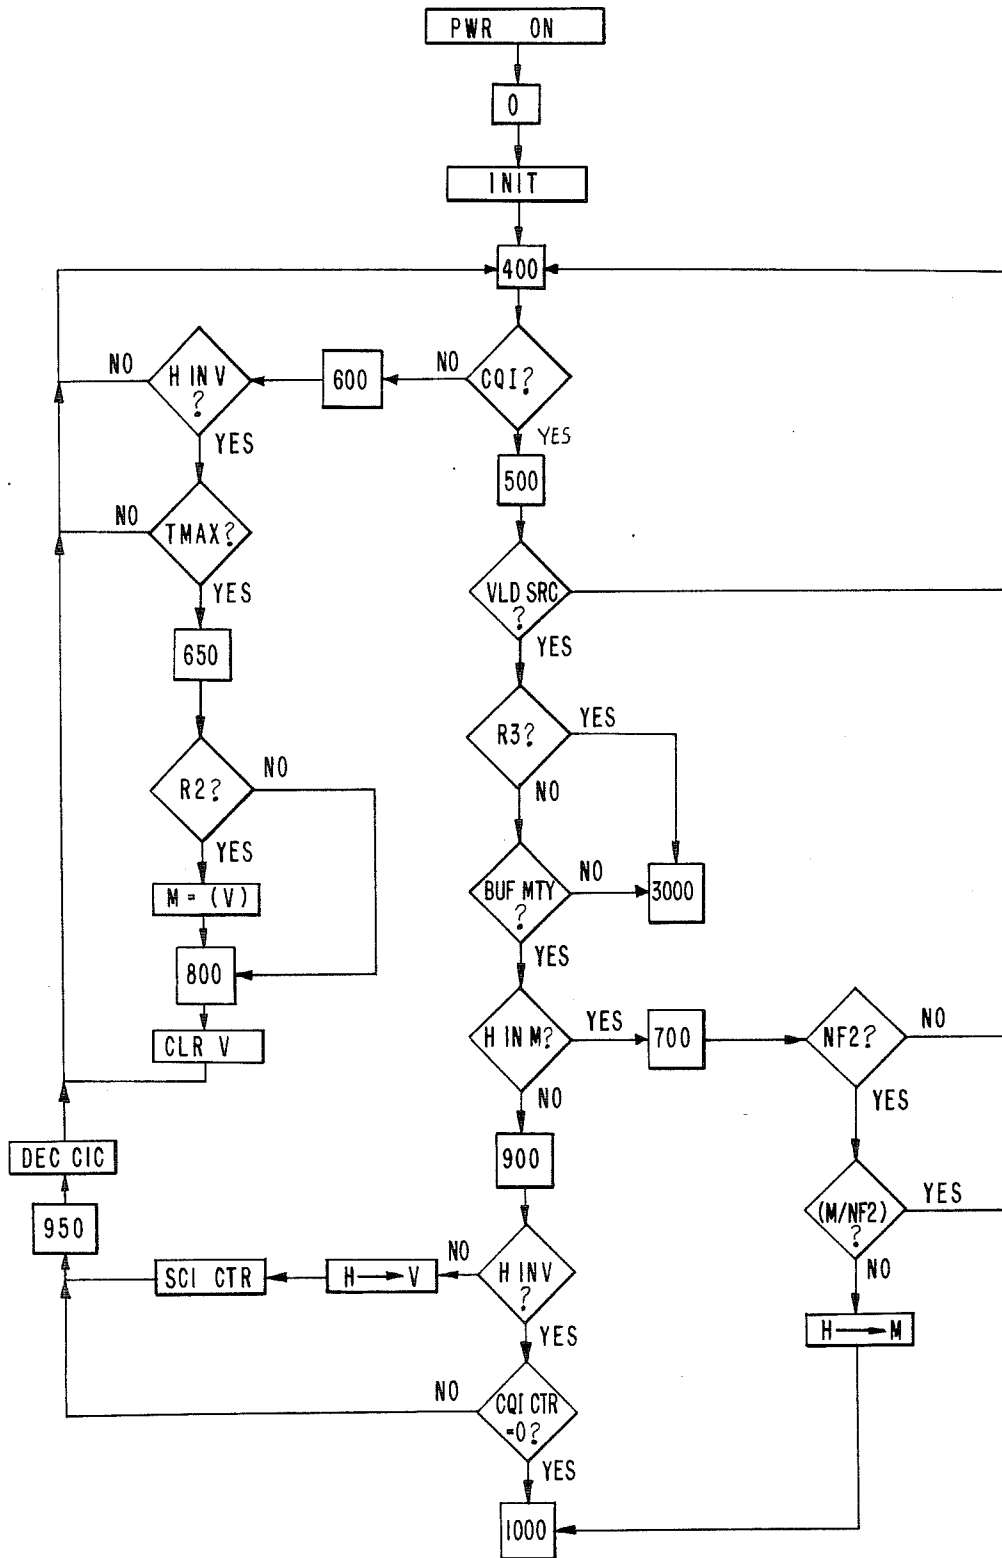 PWR ON
0
INIT
400
NO
H IN V
?
600
NO
CQI?
YES
YES
500
NO
TMAX?
YES
VLD SRC
?
YES
650
R3?
YES
NO
R2?
NO
YES
BUF MTY
?
NO
3000
YES
M = (V)
800
CLR V
H IN M?
YES
700
NF2?
NO
NO
YES
DEC CIC
900
950
(M/NF2)
?
YES
NO
SCI CTR
H → V
NO
H IN V
?
YES
H → M
NO
CQI CTR
=0?
YES
1000